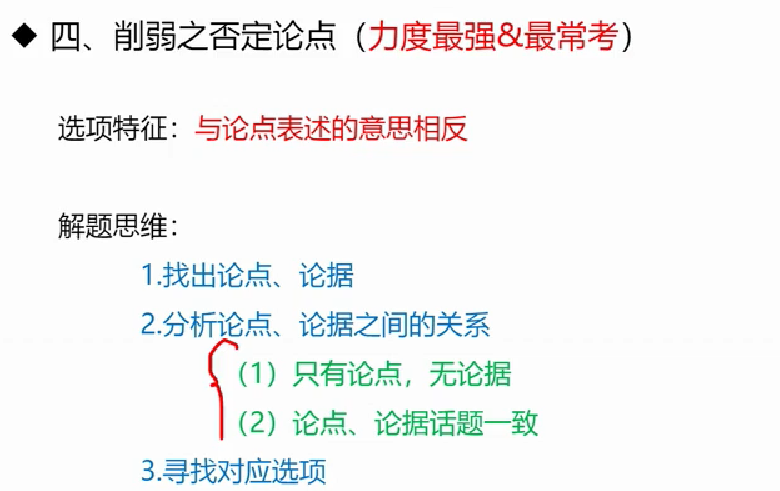 ◆ 四、削弱之否定论点（力度最强&最常考）
选项特征：与论点表述的意思相反
解题思维：
1.找出论点、论据
2.分析论点、论据之间的关系
（1）只有论点，无论据
（2）论点、论据话题一致
3.寻找对应选项